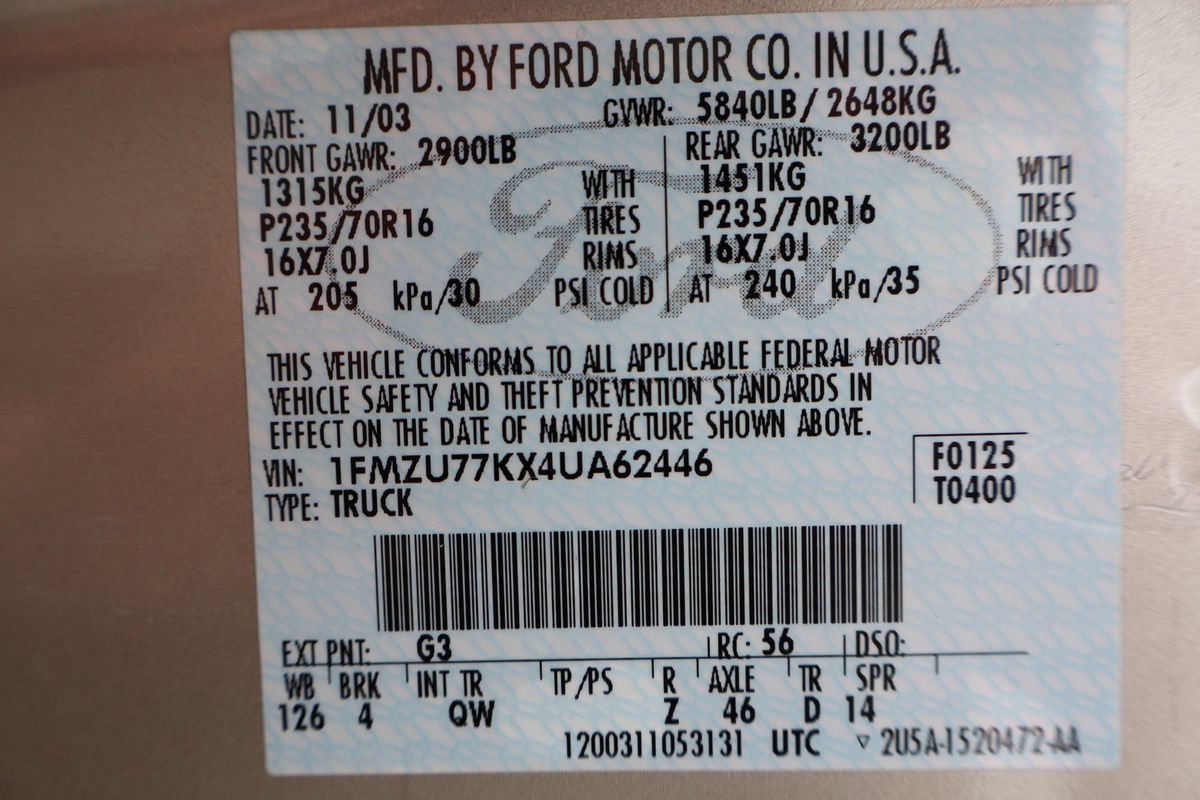 MFD. BY FORD MOTOR CO. IN U.S.A.
DATE: 11/03 GVWR: 5840LB/ 2648KG
FRONT GAWR: 2900LB REAR GAWR: 3200LB
1315KG WITH 1451KG WITH
P235/70R16 TIRES P235/70R16 TIRES
16X7.0J RIMS 16X7.0J RIMS
AT 205 kPa/30 PSI COLD AT 240 kPa/35 PSI COLD
Ford
THIS VEHICLE CONFORMS TO ALL APPLICABLE FEDERAL MOTOR
VEHICLE SAFETY AND THEFT PREVENTION STANDARDS IN
EFFECT ON THE DATE OF MANUFACTURE SHOWN ABOVE.
VIN: 1FMZU77KX4UA62446 F0125
TYPE: TRUCK T0400
EXT PNT: G3 RC: 56 DSO:
WB BRK INT TR TP/PS R AXLE TR SPR
126 4 QW Z 46 D 14
1200311053131 UTC ▿ 2U5A-1520472-AA